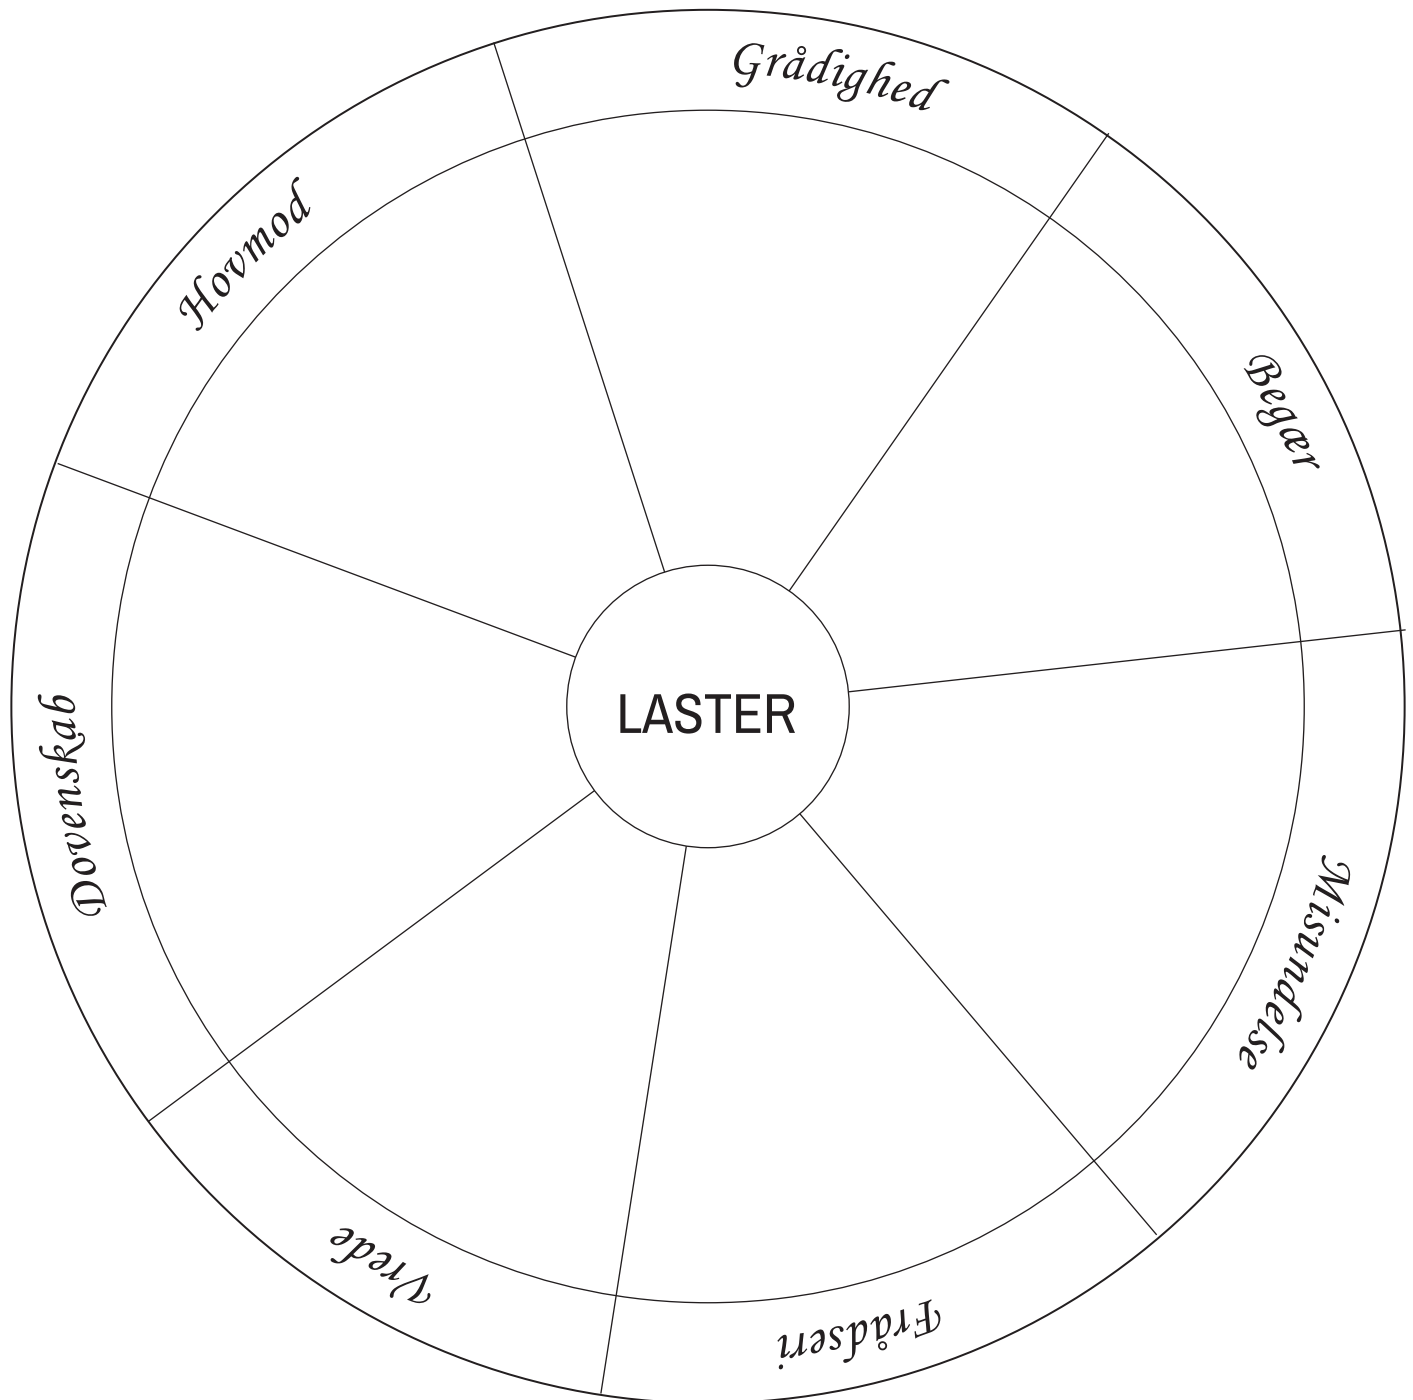 Grådighed
Begær
Misundelse
Frådseri
Vrede
Dovenskab
Hovmod
LASTER